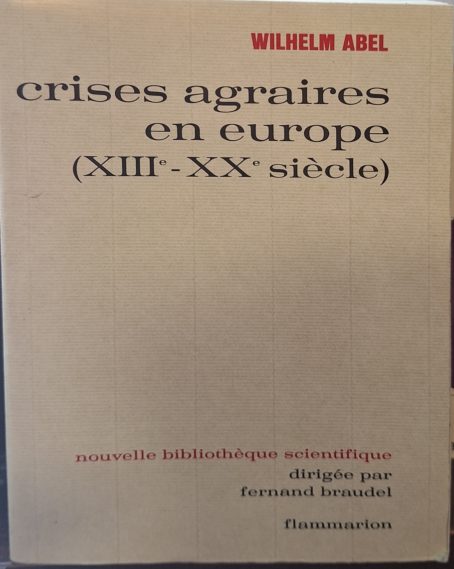 WILHELM ABEL
crises agraires
en europe
(XIIIᵉ-XXᵉ siècle)
nouvelle bibliothèque scientifique
dirigée par
fernand braudel
flammarion